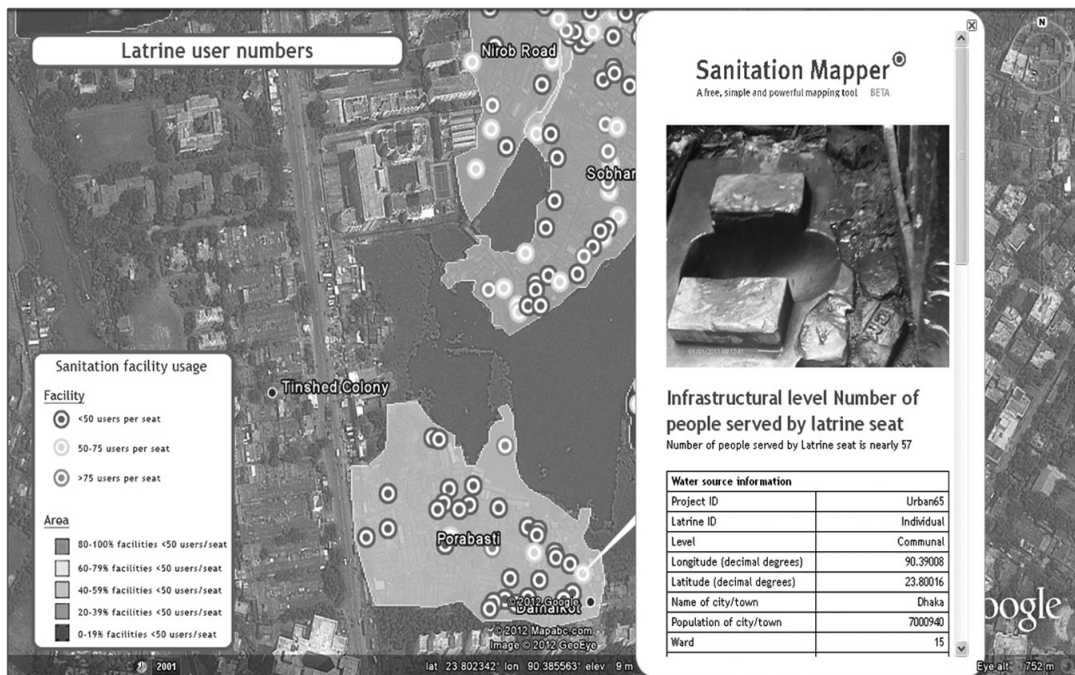 Latrine user numbers
Nirob Road
Sobhan
Tinshed Colony
Porabasti
© 2012 Google
© 2012 Mapabc.com
Image © 2012 GeoEye
2001
lat 23.802342° lon 90.385563° elev 9 m
Eye alt 752 m
N
Sanitation facility usage
Facility
<50 users per seat
50-75 users per seat
>75 users per seat
Area
80-100% facilities <50 users/seat
60-79% facilities <50 users/seat
40-59% facilities <50 users/seat
20-39% facilities <50 users/seat
0-19% facilities <50 users/seat
Sanitation Mapper
A free, simple and powerful mapping tool BETA
Infrastructural level Number of
people served by latrine seat
Number of people served by Latrine seat is nearly 57
Water source information
Project ID Urban65
Latrine ID Individual
Level Communal
Longitude (decimal degrees) 90.39008
Latitude (decimal degrees) 23.80016
Name of city/town Dhaka
Population of city/town 7000940
Ward 15
oogle